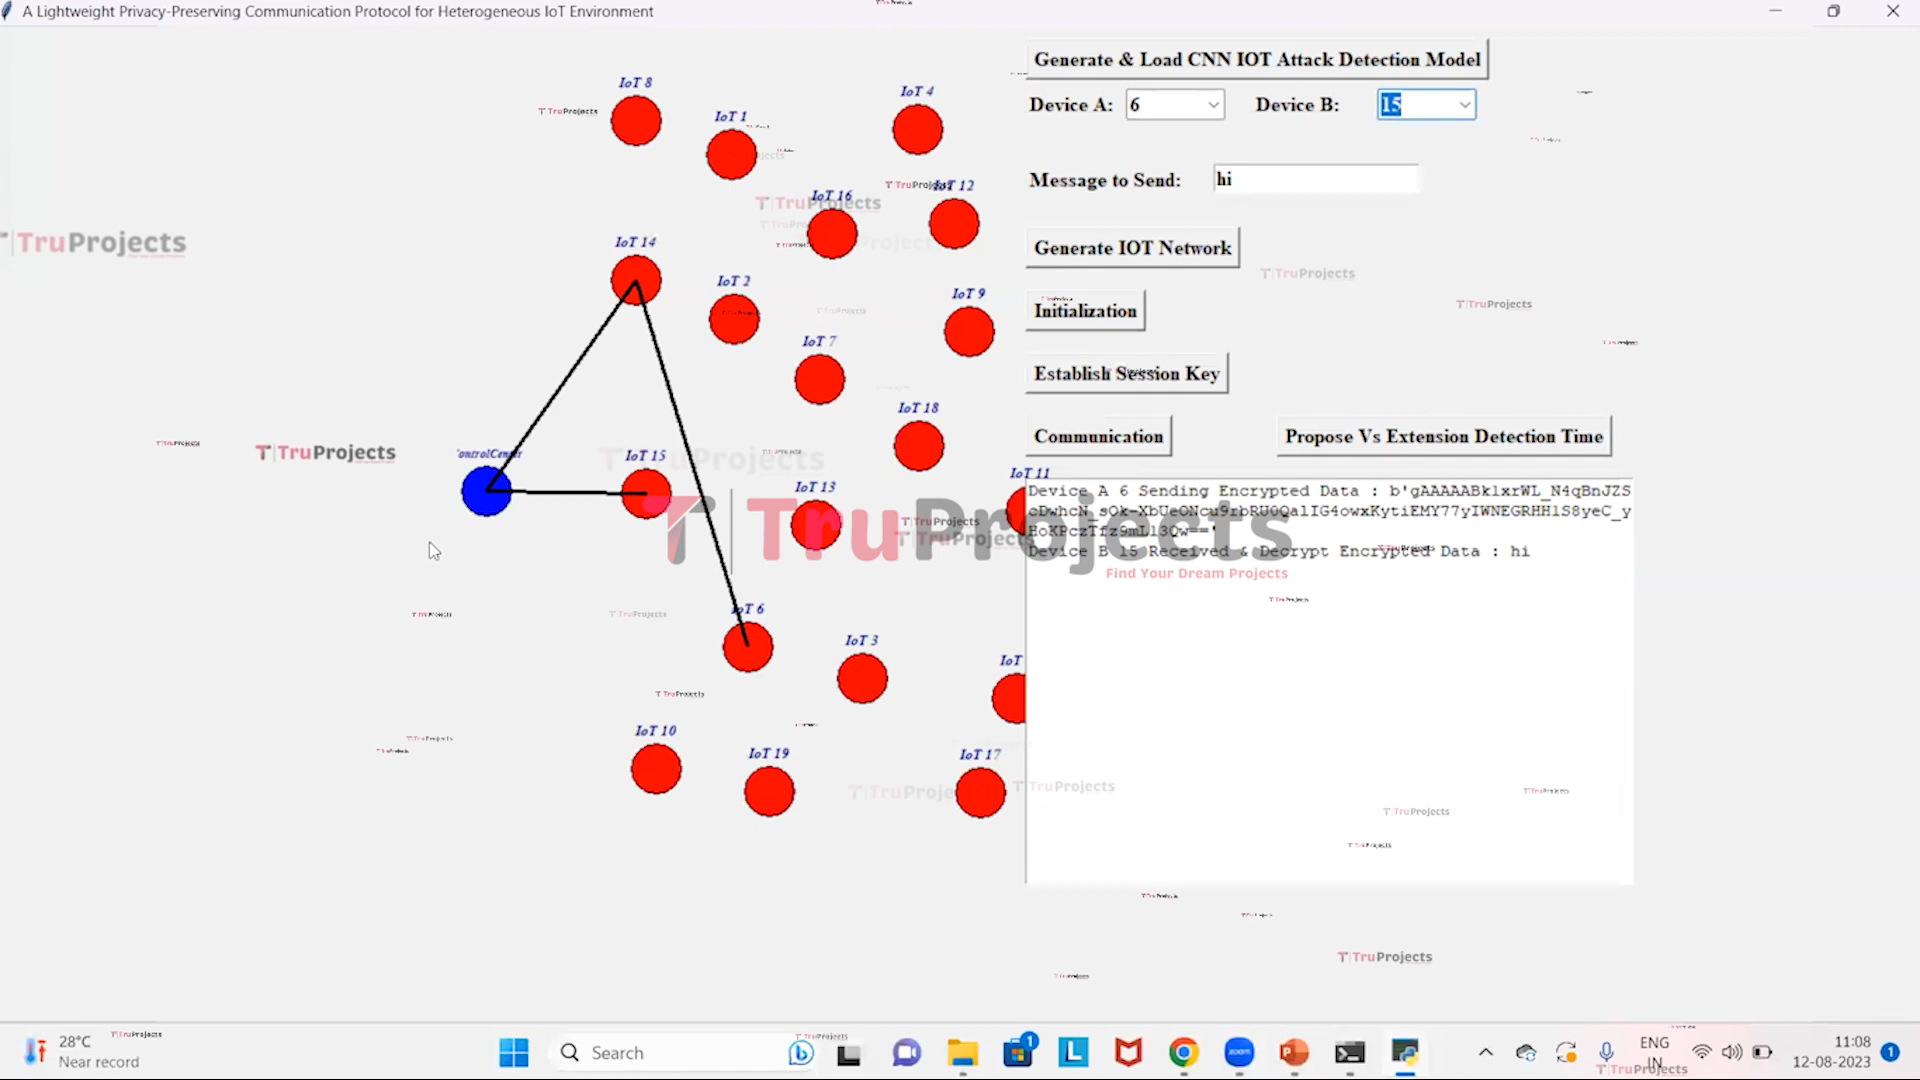 A Lightweight Privacy-Preserving Communication Protocol for Heterogeneous IoT Environment
Generate & Load CNN IOT Attack Detection Model
Device A: 6 Device B: 15
Message to Send: hi
Generate IOT Network
Initialization
Establish Session Key
Communication Propose Vs Extension Detection Time
IoT 8
IoT 4
IoT 1
IoT 12
IoT 16
IoT 14
IoT 2
IoT 9
IoT 7
IoT 18
IoT 15
IoT 11
IoT 13
IoT 6
IoT 3
IoT
IoT 10
IoT 19
IoT 17
Device A 6 Sending Encrypted Data :
Device B 15 Received & Decrypt Encrypted Data : hi
TruProjects
Find Your Dream Projects
28°C
Near record
Search
ENG
IN
11:08
12-08-2023
1